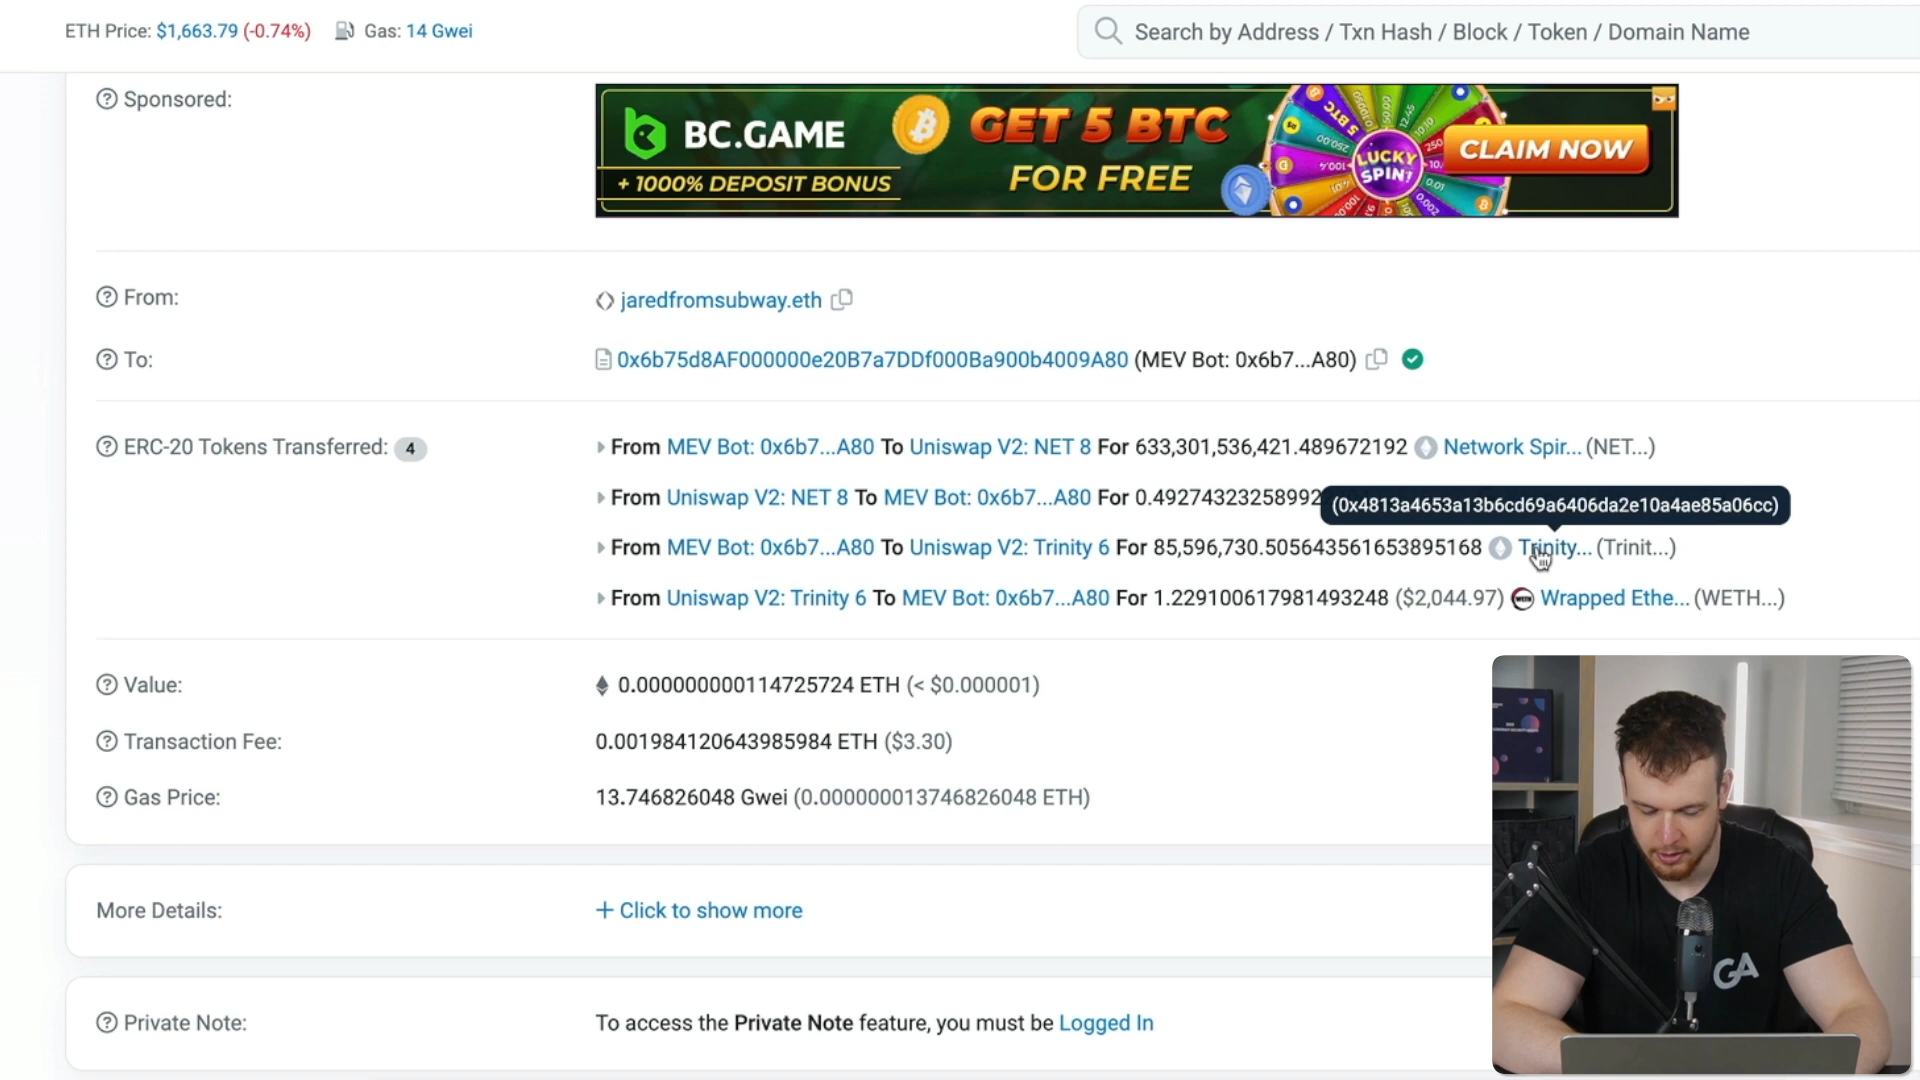 ETH Price: $1,663.79 (-0.74%) Gas: 14 Gwei
Search by Address / Txn Hash / Block / Token / Domain Name
Sponsored:
BC.GAME
+ 1000% DEPOSIT BONUS
GET 5 BTC
FOR FREE
LUCKY
SPIN!
CLAIM NOW
From: jaredfromsubway.eth
To: 0x6b75d8AF000000e20B7a7DDf000Ba900b4009A80 (MEV Bot: 0x6b7...A80)
ERC-20 Tokens Transferred: 4
From MEV Bot: 0x6b7...A80 To Uniswap V2: NET 8 For 633,301,536,421.489672192 Network Spir... (NET...)
From Uniswap V2: NET 8 To MEV Bot: 0x6b7...A80 For 0.49274323258992
(0x4813a4653a13b6cd69a6406da2e10a4ae85a06cc)
From MEV Bot: 0x6b7...A80 To Uniswap V2: Trinity 6 For 85,596,730.505643561653895168 Trinity... (Trinit...)
From Uniswap V2: Trinity 6 To MEV Bot: 0x6b7...A80 For 1.229100617981493248 ($2,044.97) Wrapped Ethe... (WETH...)
Value: 0.000000000114725724 ETH (< $0.000001)
Transaction Fee: 0.001984120643985984 ETH ($3.30)
Gas Price: 13.746826048 Gwei (0.000000013746826048 ETH)
More Details: + Click to show more
Private Note: To access the Private Note feature, you must be Logged In
GA